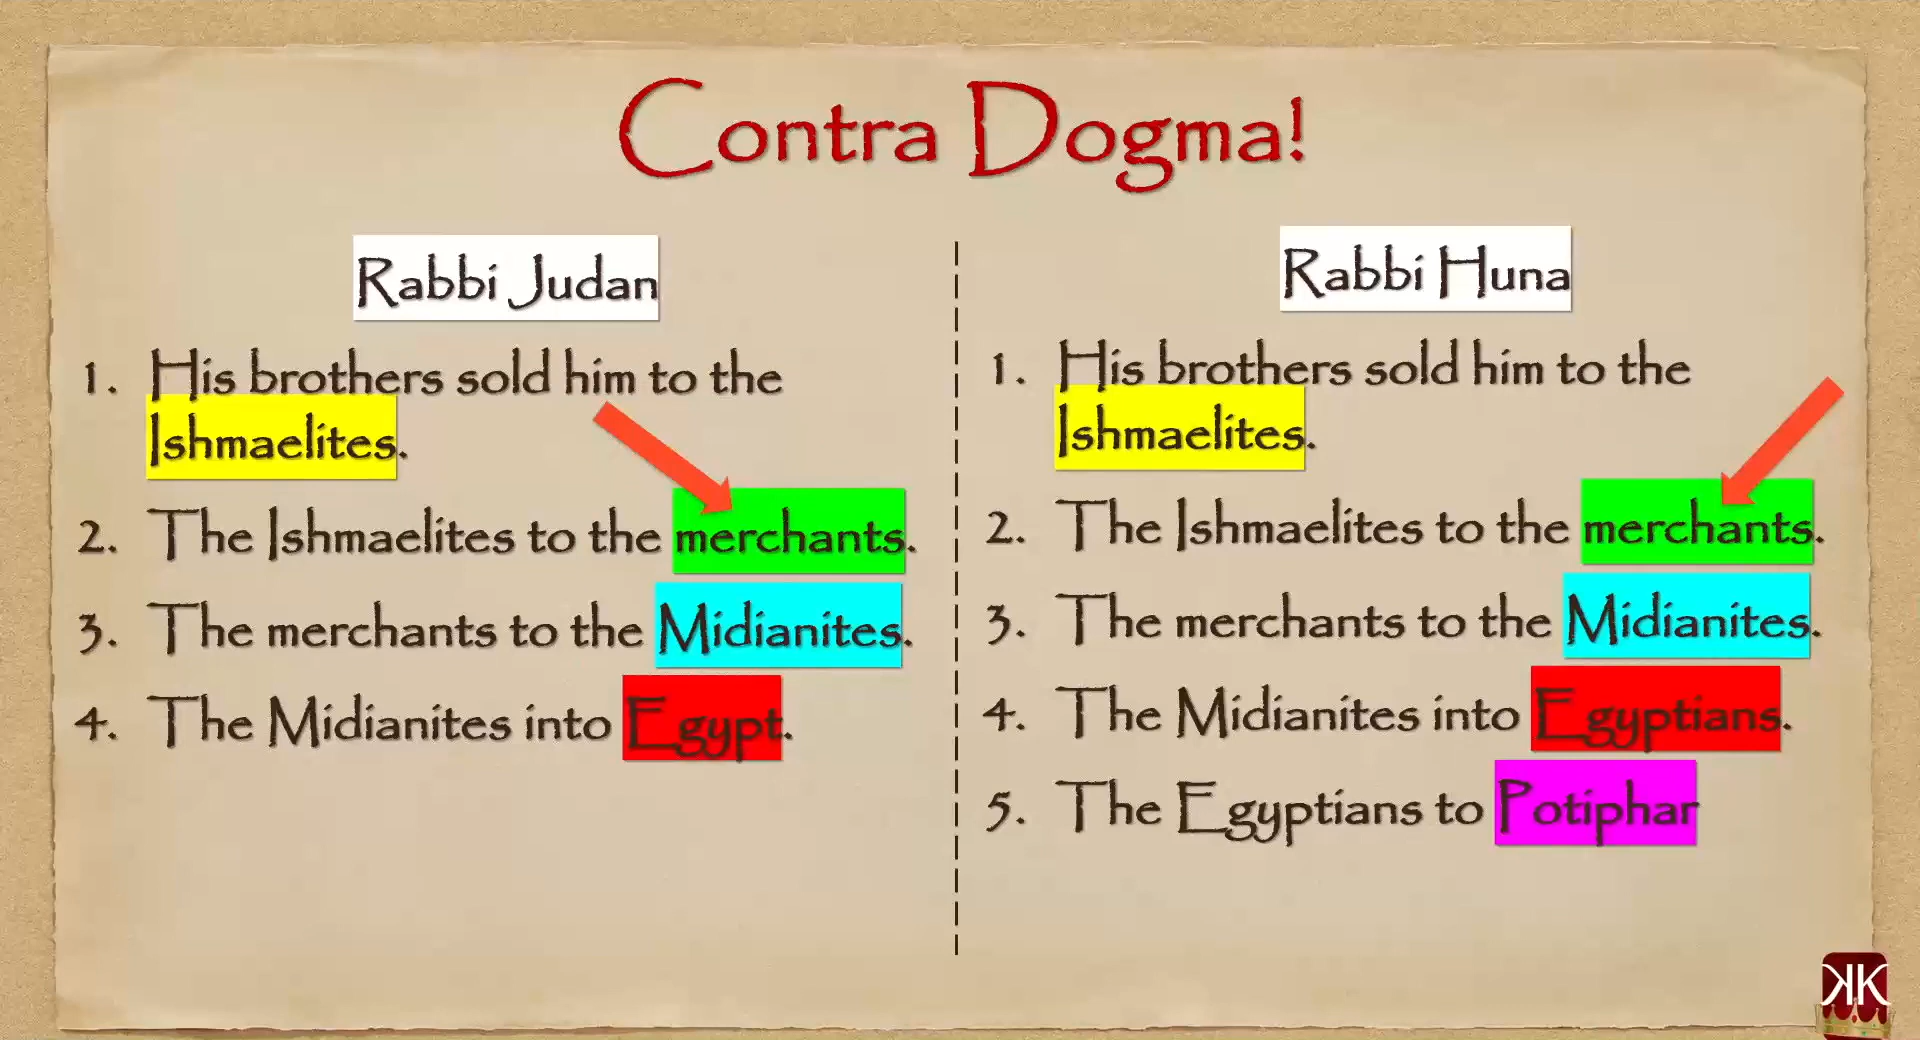 Contra Dogma!
Rabbi Judan
1. His brothers sold him to the
Ishmaelites.
2. The Ishmaelites to the merchants.
3. The merchants to the Midianites.
4. The Midianites into Egypt.
Rabbi Huna
1. His brothers sold him to the
Ishmaelites.
2. The Ishmaelites to the merchants.
3. The merchants to the Midianites.
4. The Midianites into Egyptians.
5. The Egyptians to Potiphar
KK